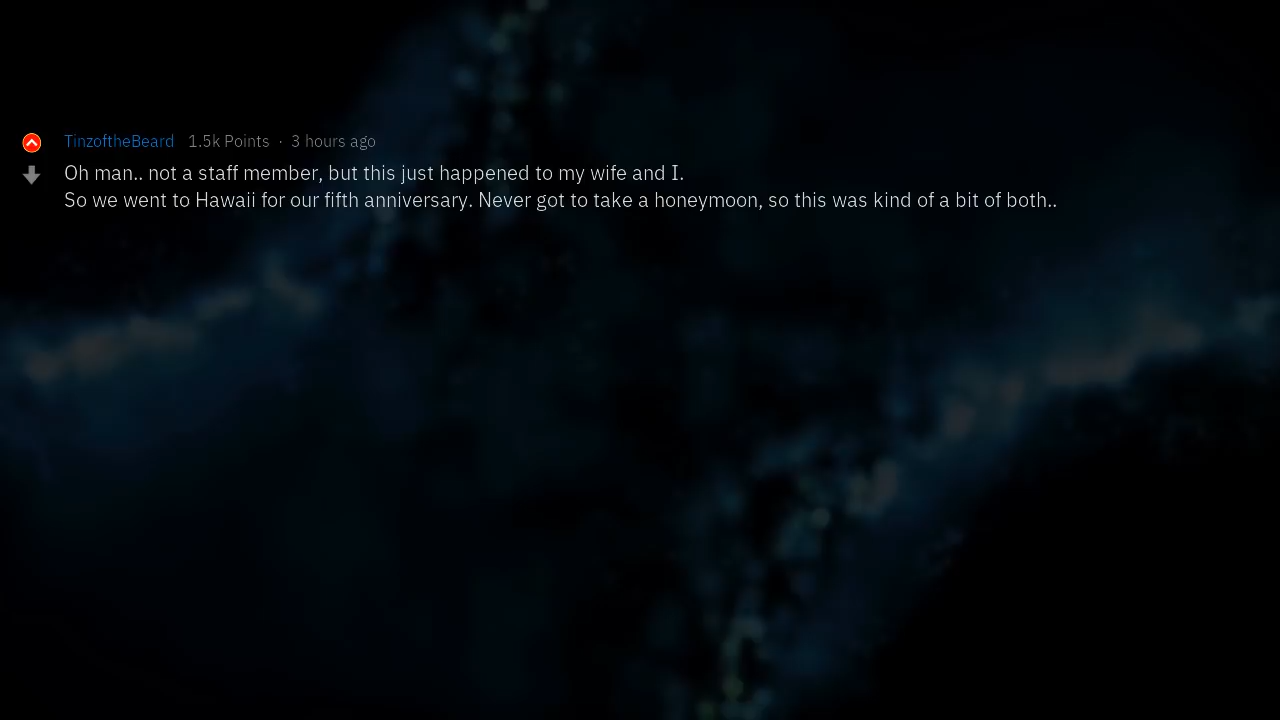 TinzoftheBeard 1.5k Points · 3 hours ago
Oh man.. not a staff member, but this just happened to my wife and I.
So we went to Hawaii for our fifth anniversary. Never got to take a honeymoon, so this was kind of a bit of both..